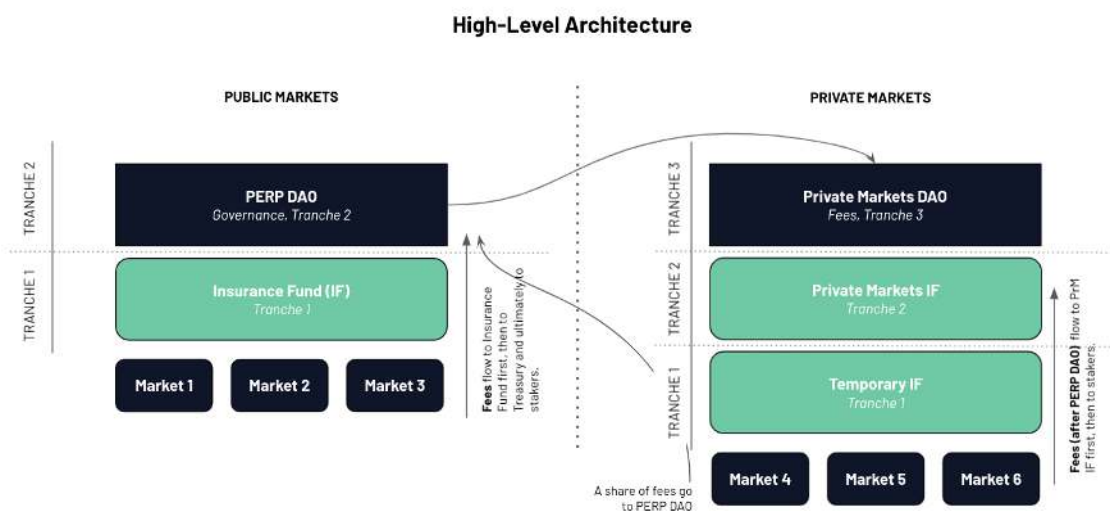 High-Level Architecture
PUBLIC MARKETS
TRANCHE 2
PERP DAO
Governance, Tranche 2
TRANCHE 1
Insurance Fund (IF)
Tranche 1
Market 1
Market 2
Market 3
Fees flow to Insurance
Fund first, then to
Treasury and ultimately to
stakers.
PRIVATE MARKETS
TRANCHE 3
Private Markets DAO
Fees, Tranche 3
TRANCHE 2
Private Markets IF
Tranche 2
TRANCHE 1
Temporary IF
Tranche 1
Market 4
Market 5
Market 6
A share of fees go
to PERP DAO
Fees (after PERP DAO) flow to PrM
IF first, then to stakers.